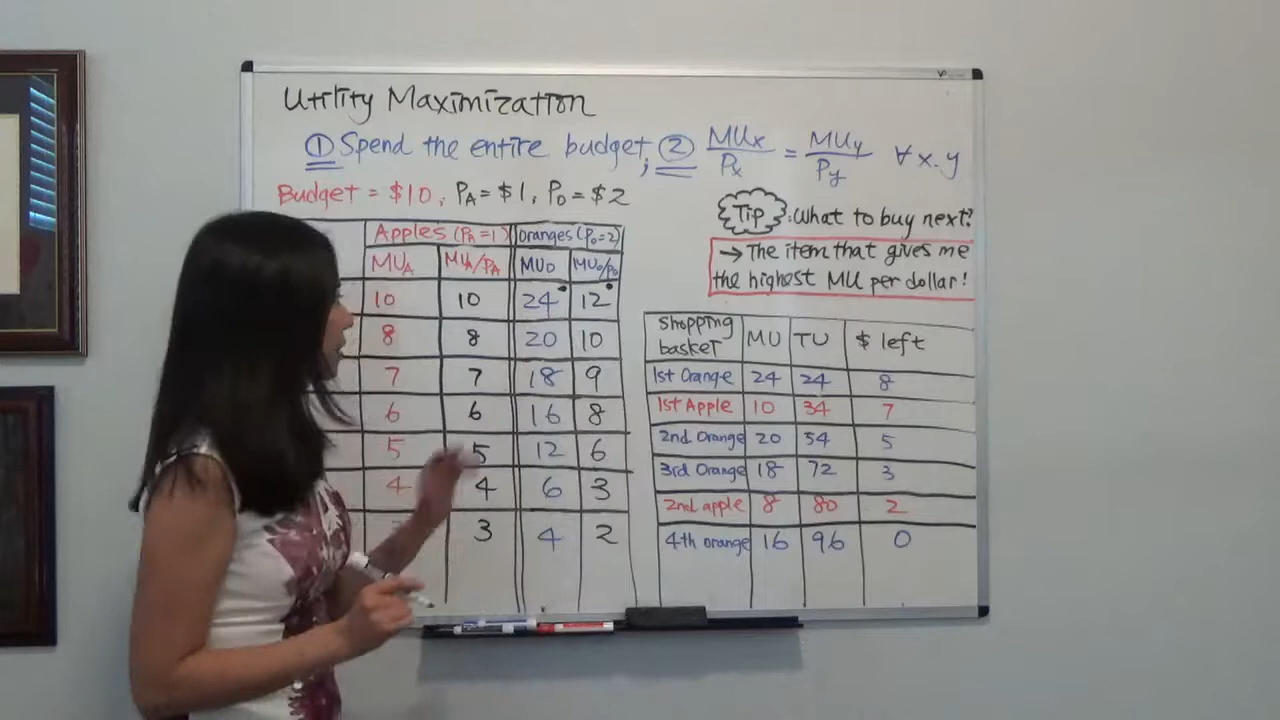 Utility Maximization
① Spend the entire budget; ② MUx/Px = MUy/Py ∀ x.y
Budget = $10, PA = $1, PO = $2
Tip: What to buy next?
→ The item that gives me
the highest MU per dollar!
Apples (PA=1) Oranges (PO=2)
MUA MUA/PA MUO MUO/PO
10 10 24 12
8 8 20 10
7 7 18 9
6 6 16 8
5 5 12 6
4 4 6 3
3 4 2
Shopping
basket MU TU $ left
1st Orange 24 24 8
1st Apple 10 34 7
2nd Orange 20 54 5
3rd Orange 18 72 3
2nd apple 8 80 2
4th orange 16 96 0